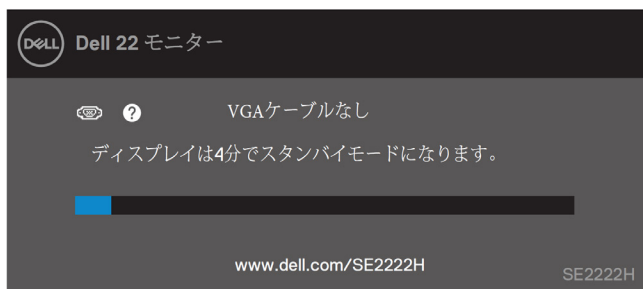 DELL Dell 22 モニター
? VGAケーブルなし
ディスプレイは4分でスタンバイモードになります。
www.dell.com/SE2222H
SE2222H